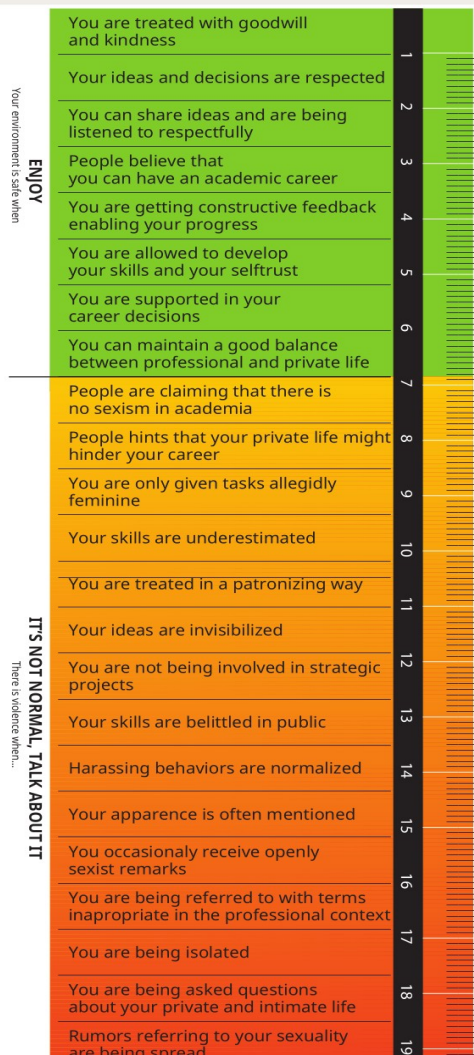 You are treated with goodwill
and kindness
Your ideas and decisions are respected
You can share ideas and are being
listened to respectfully
People believe that
you can have an academic career
You are getting constructive feedback
enabling your progress
You are allowed to develop
your skills and your selftrust
You are supported in your
career decisions
You can maintain a good balance
between professional and private life
ENJOY
Your environment is safe when
People are claiming that there is
no sexism in academia
People hints that your private life might
hinder your career
You are only given tasks allegidly
feminine
Your skills are underestimated
You are treated in a patronizing way
Your ideas are invisibilized
You are not being involved in strategic
projects
Your skills are belittled in public
Harassing behaviors are normalized
Your apparence is often mentioned
You occasionaly receive openly
sexist remarks
You are being referred to with terms
inappropriate in the professional context
You are being isolated
You are being asked questions
about your private and intimate life
Rumors referring to your sexuality
are being spread
IT'S NOT NORMAL, TALK ABOUT IT
There is violence when...
1
2
3
4
5
6
7
8
9
10
11
12
13
14
15
16
17
18
19